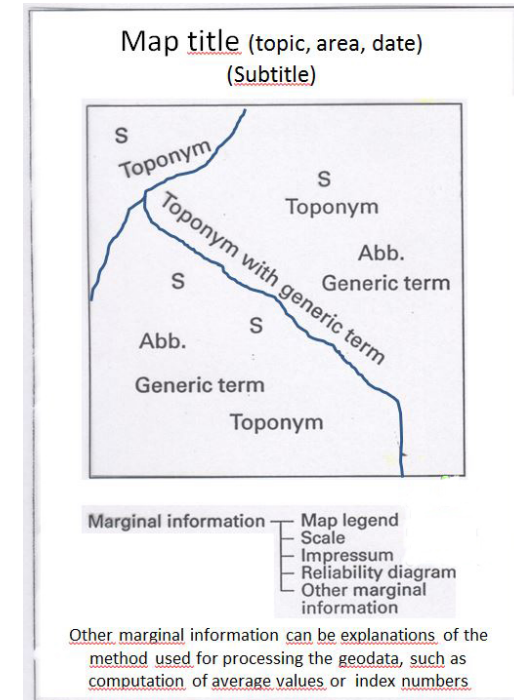 Map title (topic, area, date)
(Subtitle)
S
Toponym
S
Toponym
Toponym with generic term
Abb.
Generic term
S
S
Abb.
Generic term
Toponym
Marginal information
Map legend
Scale
Impressum
Reliability diagram
Other marginal
information
Other marginal information can be explanations of the
method used for processing the geodata, such as
computation of average values or index numbers